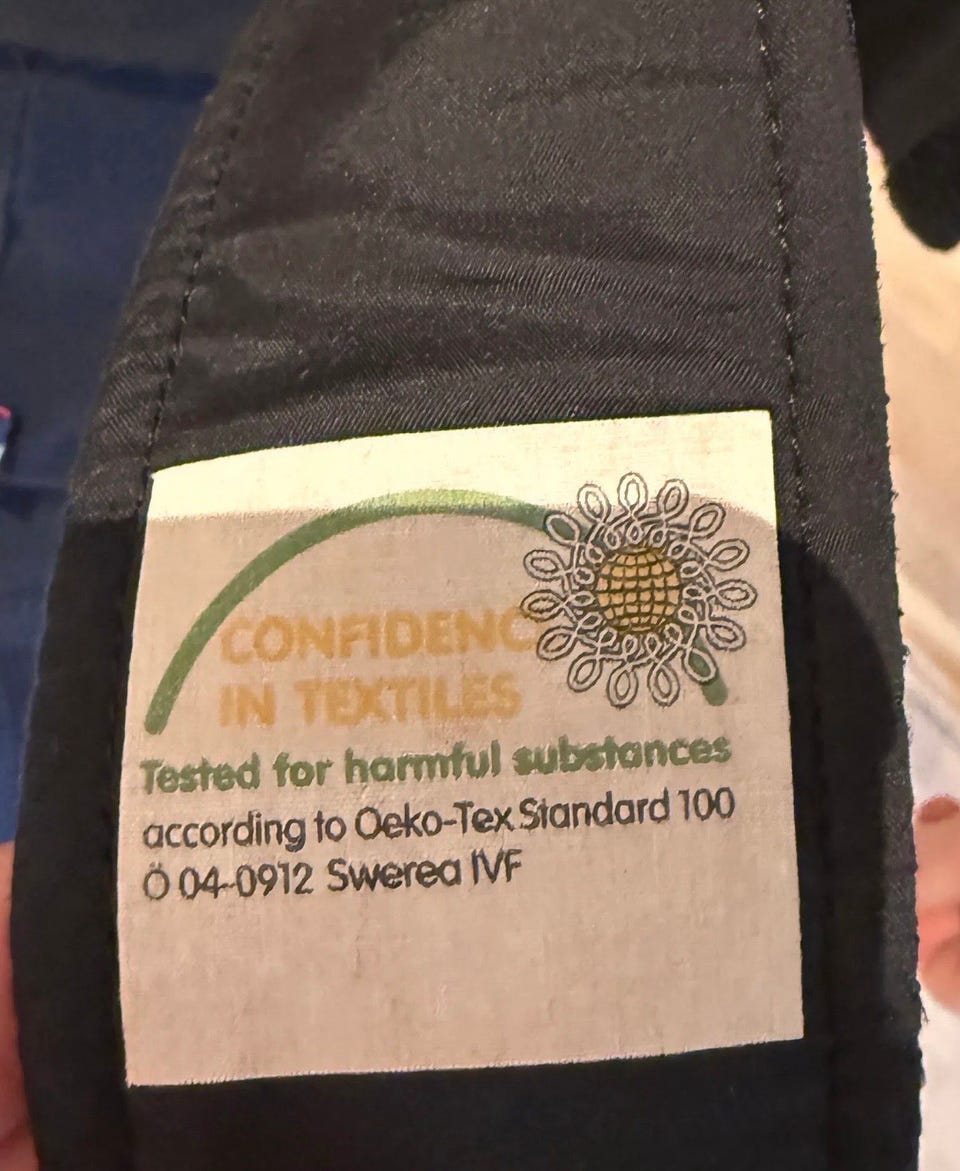 CONFIDENC
IN TEXTILES
Tested for harmful substances
according to Oeko-Tex Standard 100
Ö 04-0912 Swerea IVF